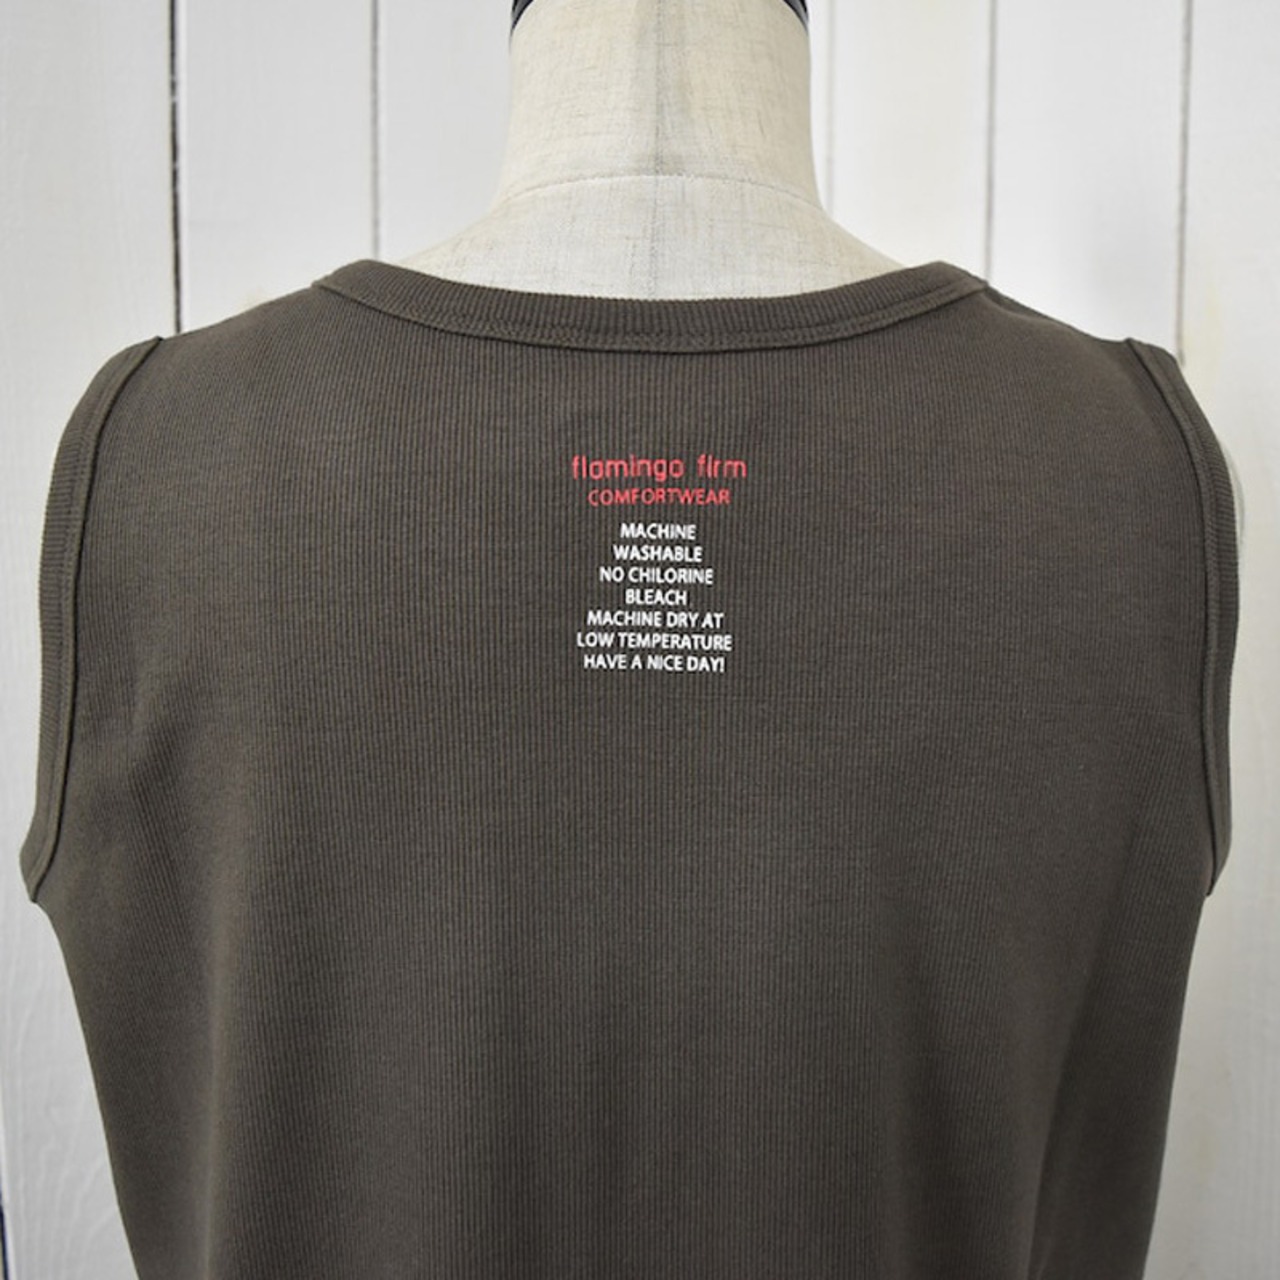 flamingo firm
COMFORTWEAR
MACHINE
WASHABLE
NO CHILORINE
BLEACH
MACHINE DRY AT
LOW TEMPERATURE
HAVE A NICE DAY!